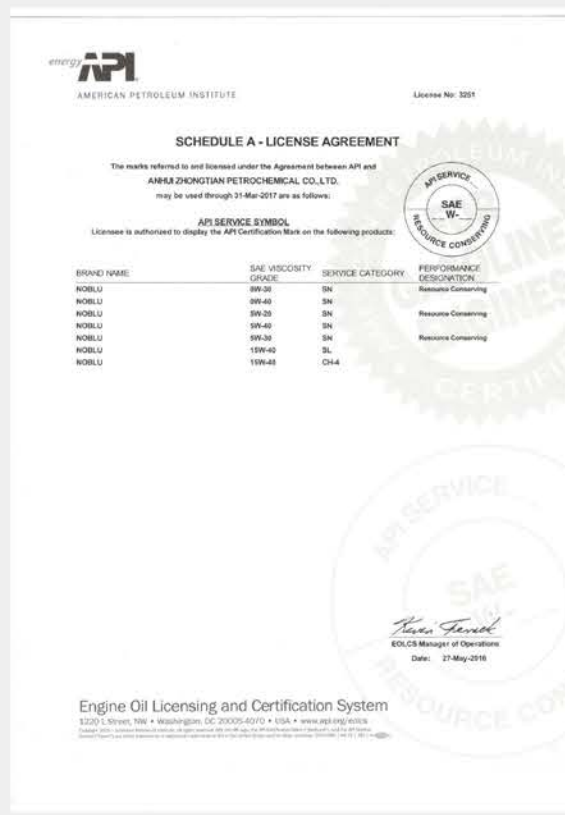 energy API
AMERICAN PETROLEUM INSTITUTE
License No: 3251
SCHEDULE A - LICENSE AGREEMENT
The marks referred to and licensed under the Agreement between API and
ANHUI ZHONGTIAN PETROCHEMICAL CO.,LTD.
may be used through 31-Mar-2017 are as follows:
API SERVICE
SAE
W-
RESOURCE CONSERVING
API SERVICE SYMBOL
Licensee is authorized to display the API Certification Mark on the following products:
BRAND NAME SAE VISCOSITY GRADE SERVICE CATEGORY PERFORMANCE DESIGNATION
NOBLU 0W-30 SN Resource Conserving
NOBLU 0W-40 SN
NOBLU 5W-20 SN Resource Conserving
NOBLU 5W-40 SN
NOBLU 5W-30 SN Resource Conserving
NOBLU 15W-40 SL
NOBLU 15W-40 CH-4
API SERVICE
SAE
W-
RESOURCE CON
EOLCS Manager of Operations
Date: 27-May-2016
Engine Oil Licensing and Certification System
1220 L Street, NW • Washington, DC 20005-4070 • USA • www.api.org/eolcs